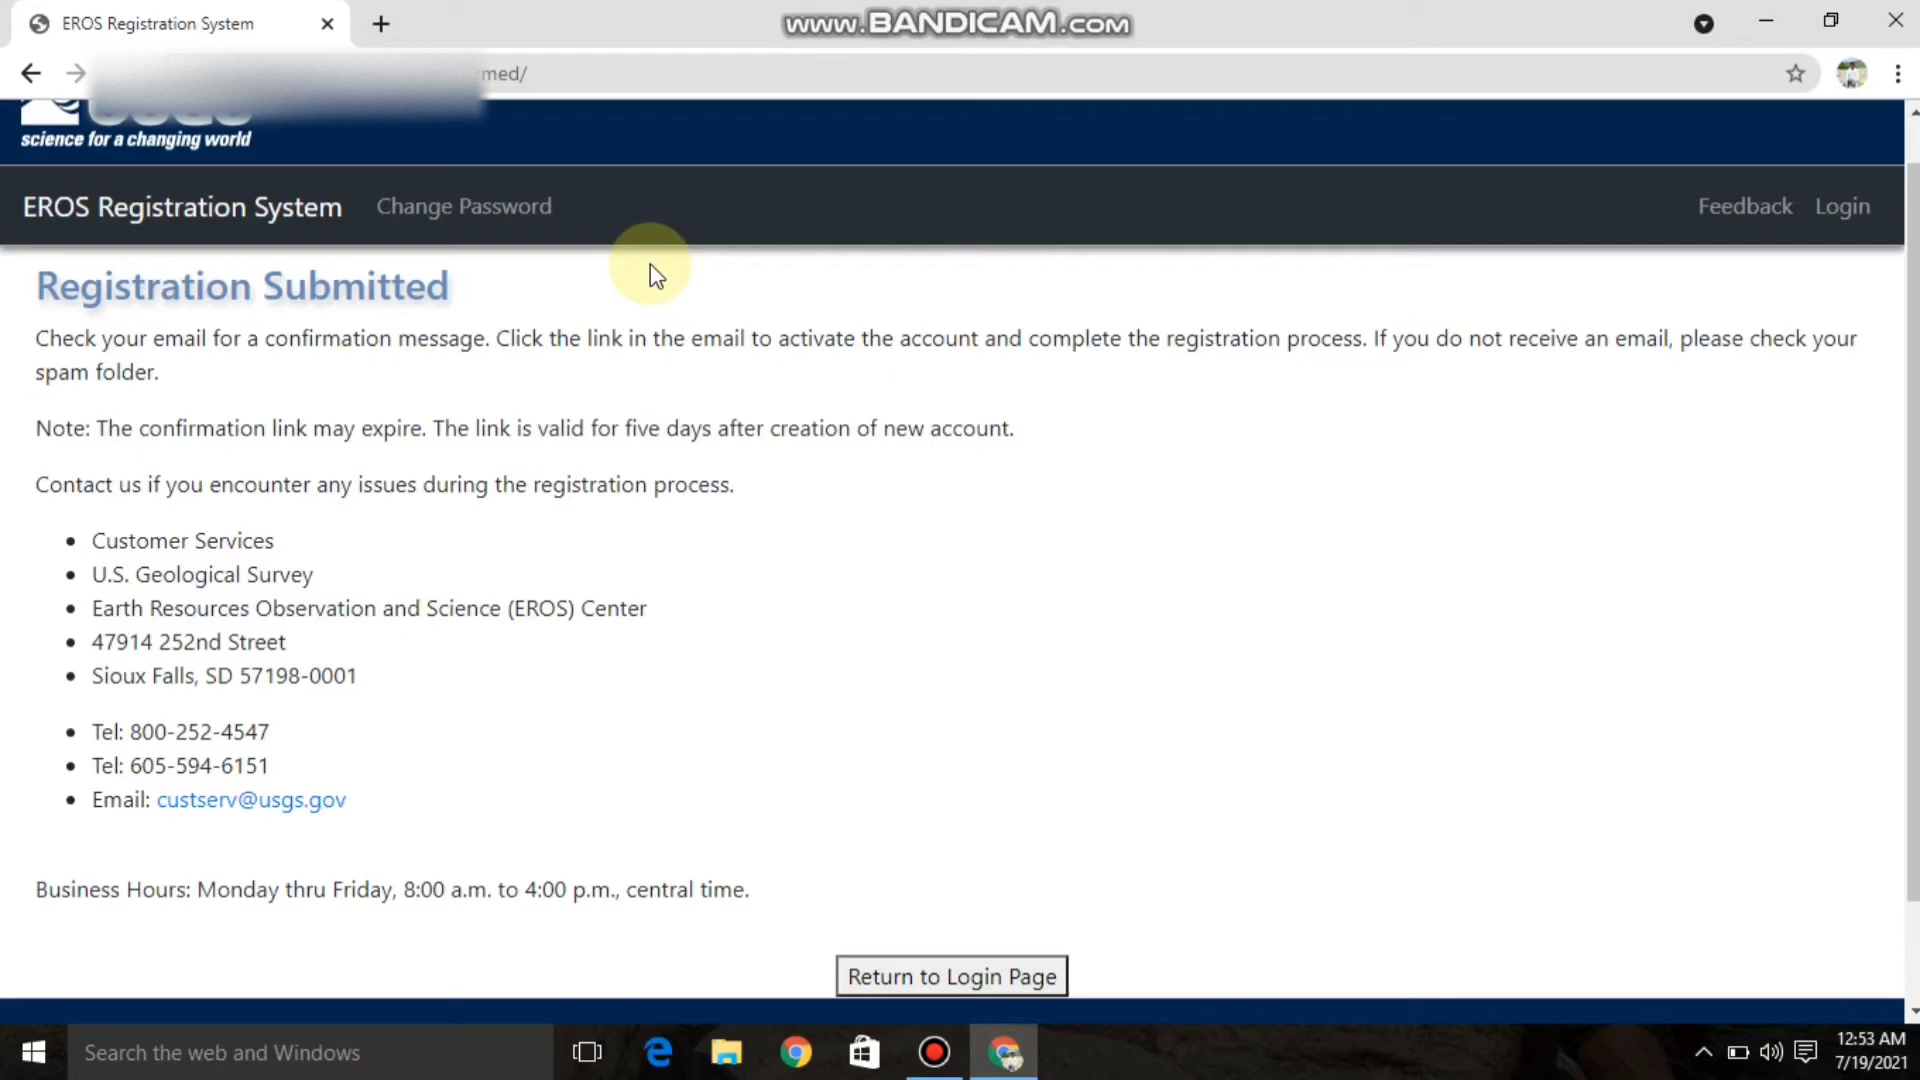 EROS Registration System
www.BANDICAM.com
med/
science for a changing world
EROS Registration System Change Password Feedback Login
Registration Submitted
Check your email for a confirmation message. Click the link in the email to activate the account and complete the registration process. If you do not receive an email, please check your
spam folder.
Note: The confirmation link may expire. The link is valid for five days after creation of new account.
Contact us if you encounter any issues during the registration process.
Customer Services
U.S. Geological Survey
Earth Resources Observation and Science (EROS) Center
47914 252nd Street
Sioux Falls, SD 57198-0001
Tel: 800-252-4547
Tel: 605-594-6151
Email: custserv@usgs.gov
Business Hours: Monday thru Friday, 8:00 a.m. to 4:00 p.m., central time.
Return to Login Page
Search the web and Windows
12:53 AM
7/19/2021